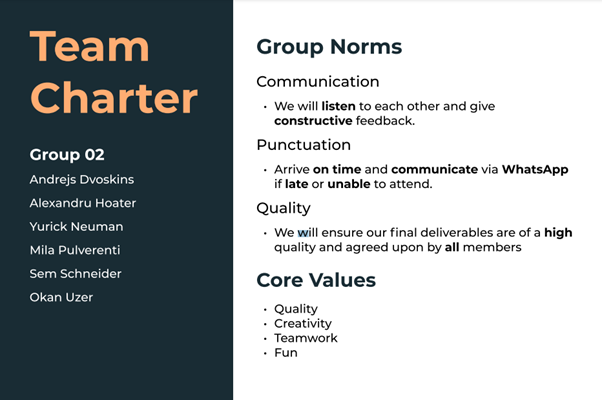 Team
Charter
Group 02
Andrejs Dvoskins
Alexandru Hoater
Yurick Neuman
Mila Pulverenti
Sem Schneider
Okan Uzer
Group Norms
Communication
• We will listen to each other and give
constructive feedback.
Punctuation
• Arrive on time and communicate via WhatsApp
if late or unable to attend.
Quality
• We will ensure our final deliverables are of a high
quality and agreed upon by all members
Core Values
• Quality
• Creativity
• Teamwork
• Fun